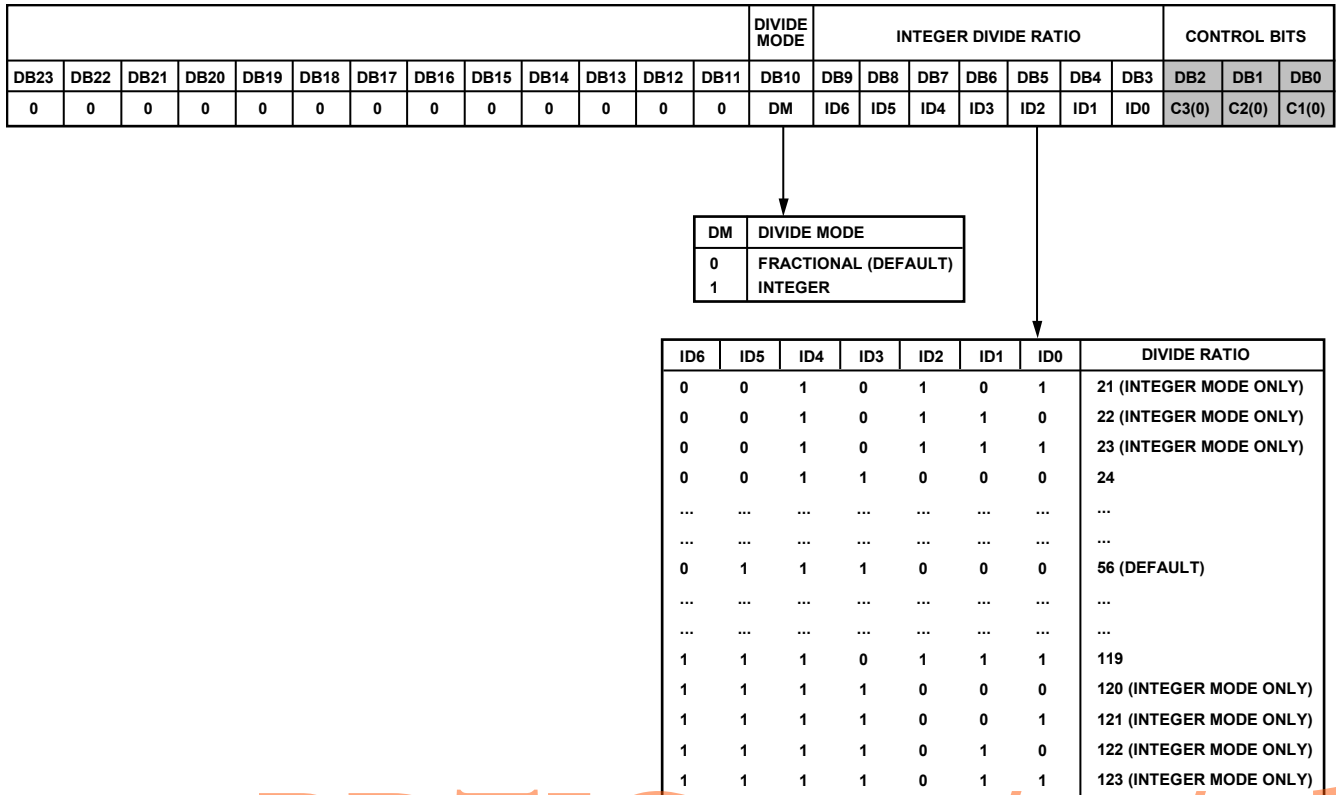 DIVIDE MODE INTEGER DIVIDE RATIO CONTROL BITS
DB23 DB22 DB21 DB20 DB19 DB18 DB17 DB16 DB15 DB14 DB13 DB12 DB11 DB10 DB9 DB8 DB7 DB6 DB5 DB4 DB3 DB2 DB1 DB0
0 0 0 0 0 0 0 0 0 0 0 0 0 DM ID6 ID5 ID4 ID3 ID2 ID1 ID0 C3(0) C2(0) C1(0)
DM DIVIDE MODE
0 FRACTIONAL (DEFAULT)
1 INTEGER
ID6 ID5 ID4 ID3 ID2 ID1 ID0 DIVIDE RATIO
0 0 1 0 1 0 1 21 (INTEGER MODE ONLY)
0 0 1 0 1 1 0 22 (INTEGER MODE ONLY)
0 0 1 0 1 1 1 23 (INTEGER MODE ONLY)
0 0 1 1 0 0 0 24
... ... ... ... ... ... ... ...
... ... ... ... ... ... ... ...
0 1 1 1 0 0 0 56 (DEFAULT)
... ... ... ... ... ... ... ...
... ... ... ... ... ... ... ...
1 1 1 0 1 1 1 119
1 1 1 1 0 0 0 120 (INTEGER MODE ONLY)
1 1 1 1 0 0 1 121 (INTEGER MODE ONLY)
1 1 1 1 0 1 0 122 (INTEGER MODE ONLY)
1 1 1 1 0 1 1 123 (INTEGER MODE ONLY)